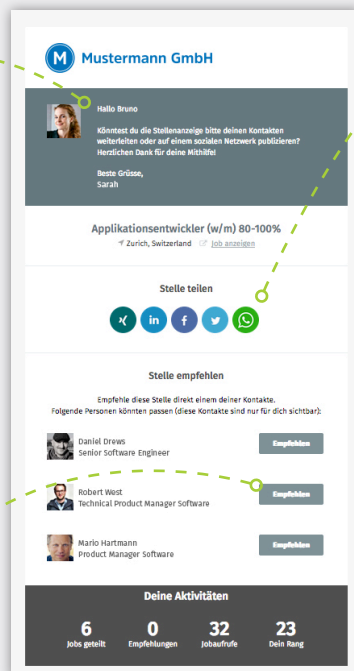 M Mustermann GmbH
Hallo Bruno
Könntest du die Stellenanzeige bitte deinen Kontakten
weiterleiten oder auf einem sozialen Netzwerk publizieren?
Herzlichen Dank für deine Mithilfe!
Beste Grüsse,
Sarah
Applikationsentwickler (w/m) 80-100%
Zurich, Switzerland Job anzeigen
Stelle teilen
in f
Stelle empfehlen
Empfehle diese Stelle direkt einem deiner Kontakte.
Folgende Personen könnten passen (diese Kontakte sind nur für dich sichtbar):
Daniel Drews
Senior Software Engineer
Empfehlen
Robert West
Technical Product Manager Software
Empfehlen
Mario Hartmann
Product Manager Software
Empfehlen
Deine Aktivitäten
6 0 32 23
Jobs geteilt Empfehlungen Jobaufrufe Dein Rang